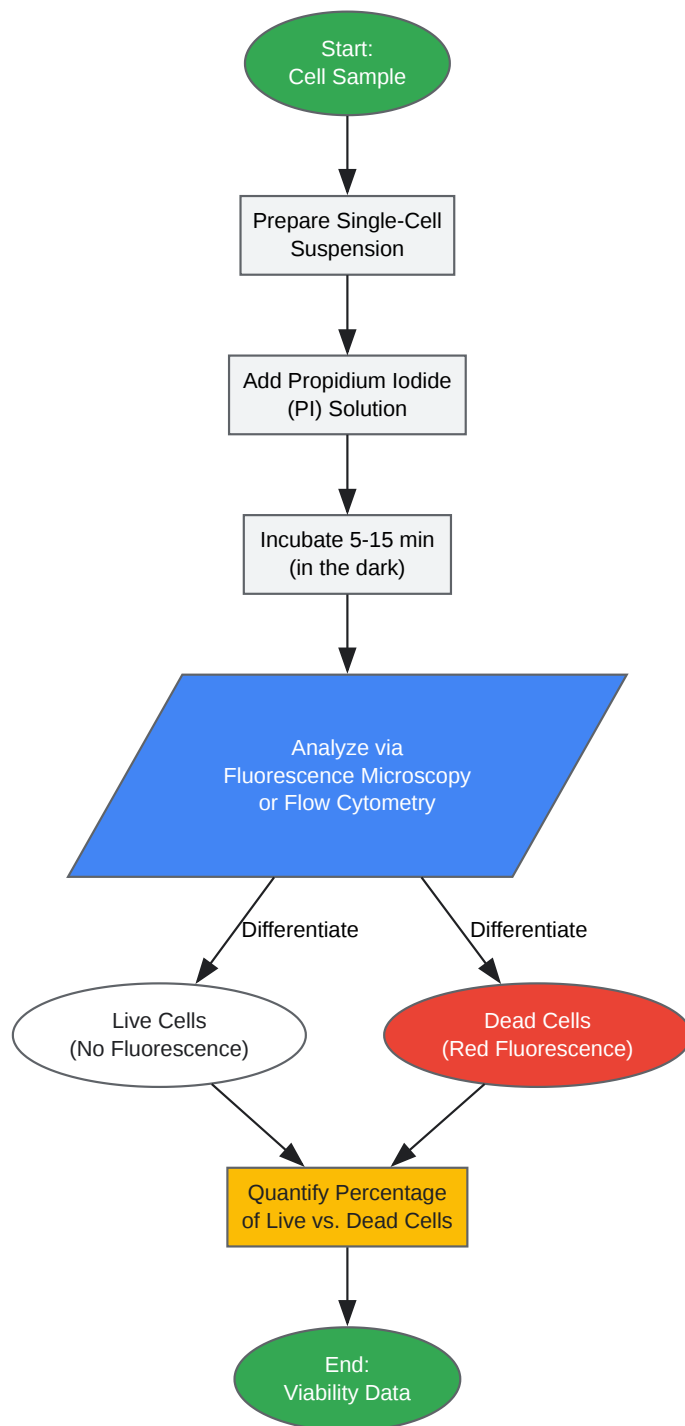 Start:
Cell Sample
Prepare Single-Cell
Suspension
Add Propidium Iodide
(PI) Solution
Incubate 5-15 min
(in the dark)
Analyze via
Fluorescence Microscopy
or Flow Cytometry
Differentiate
Differentiate
Live Cells
(No Fluorescence)
Dead Cells
(Red Fluorescence)
Quantify Percentage
of Live vs. Dead Cells
End:
Viability Data